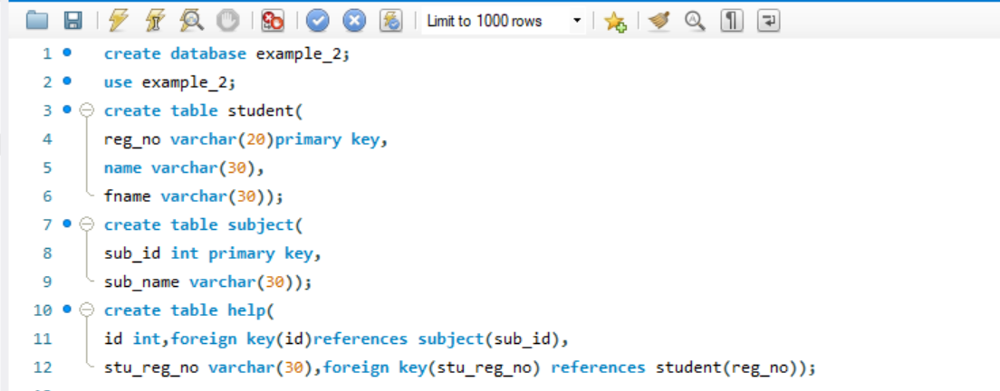 Limit to 1000 rows
1 create database example_2;
2 use example_2;
3 create table student(
4 reg_no varchar(20)primary key,
5 name varchar(30),
6 fname varchar(30));
7 create table subject(
8 sub_id int primary key,
9 sub_name varchar(30));
10 create table help(
11 id int,foreign key(id)references subject(sub_id),
12 stu_reg_no varchar(30),foreign key(stu_reg_no) references student(reg_no));